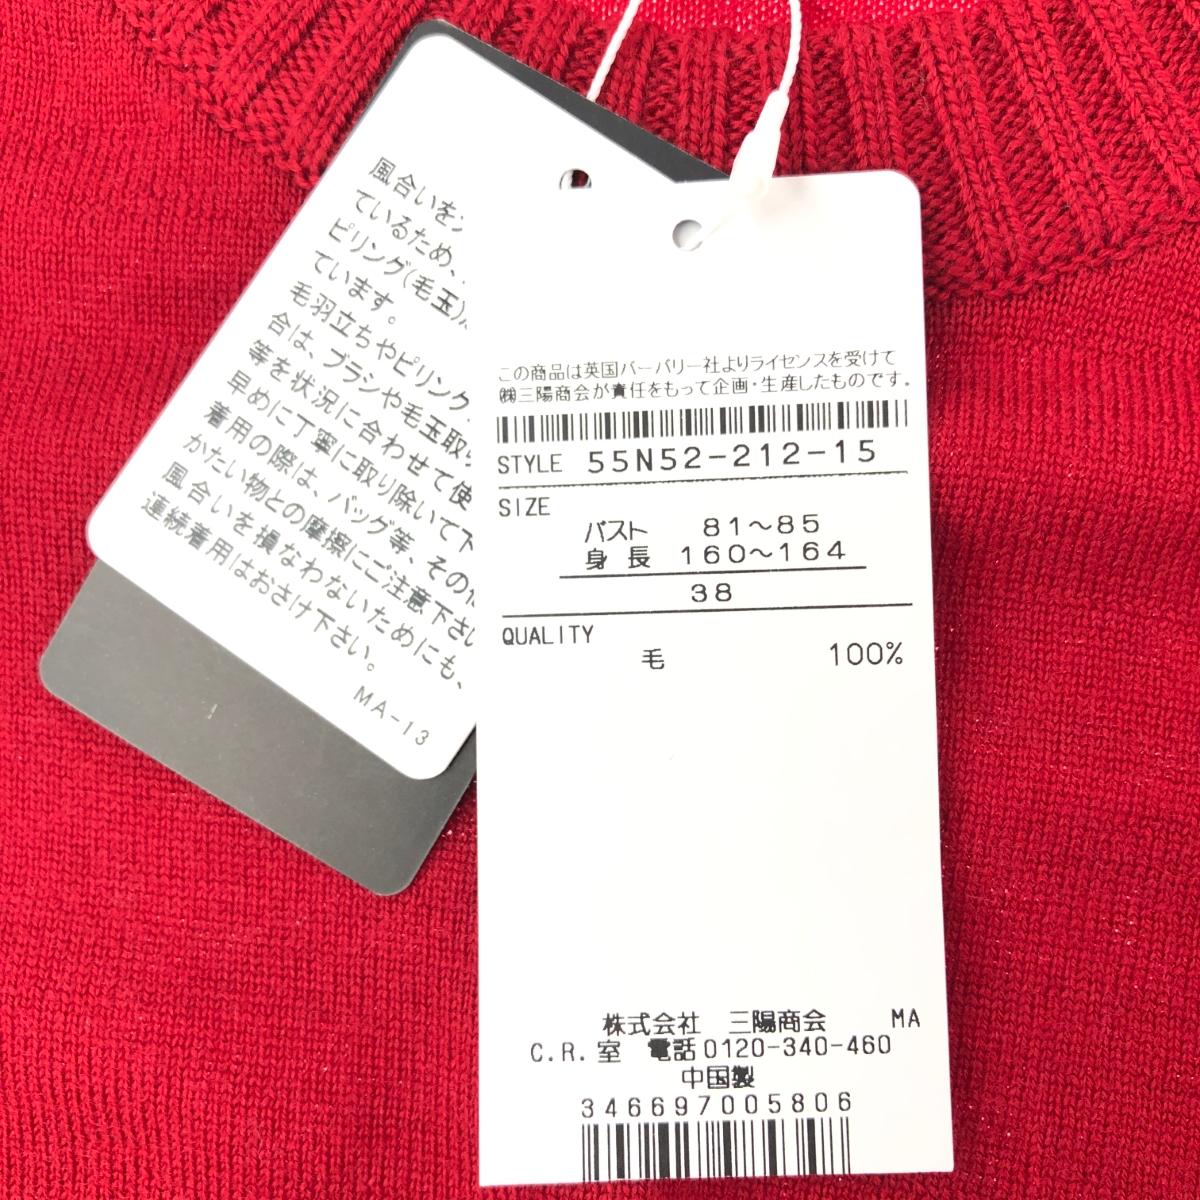 風合いを
ているため、
ピリング(毛玉)
ています。
毛羽立ちやピリング
合は、ブラシや毛玉取り
等を状況に合わせて使
早めに丁寧に取り除いて下
着用の際は、バッグ等、その他
かたい物との摩擦にご注意下さい
風合いを損なわないためにも、
連続着用はおさけ下さい。
MA-13
この商品は英国バーバリー社よりライセンスを受けて
㈱三陽商会が責任をもって企画・生産したものです。
STYLE 55N52-212-15
SIZE
バスト 81〜85
身長 160〜164
38
QUALITY
毛 100%
株式会社 三陽商会 MA
C.R.室 電話0120-340-460
中国製
346697005806